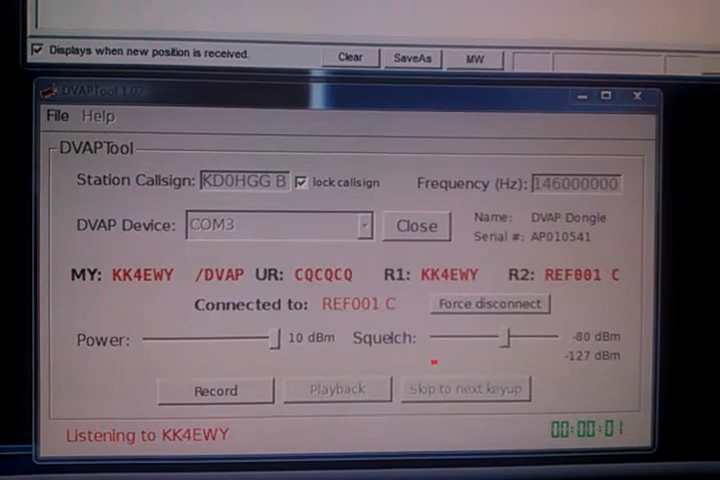 Displays when new position is received.
Clear SaveAs MW
DVAPTool 1.02
File Help
DVAPTool
Station Callsign: KD0HGG B lock callsign Frequency (Hz): 146000000
DVAP Device: COM3 Close Name: DVAP Dongle
Serial #: AP010541
MY: KK4EWY /DVAP UR: CQCQCQ R1: KK4EWY R2: REF001 C
Connected to: REF001 C Force disconnect
Power: 10 dBm Squelch: -80 dBm
-127 dBm
Record Playback Skip to next keyup
Listening to KK4EWY 00:00:01